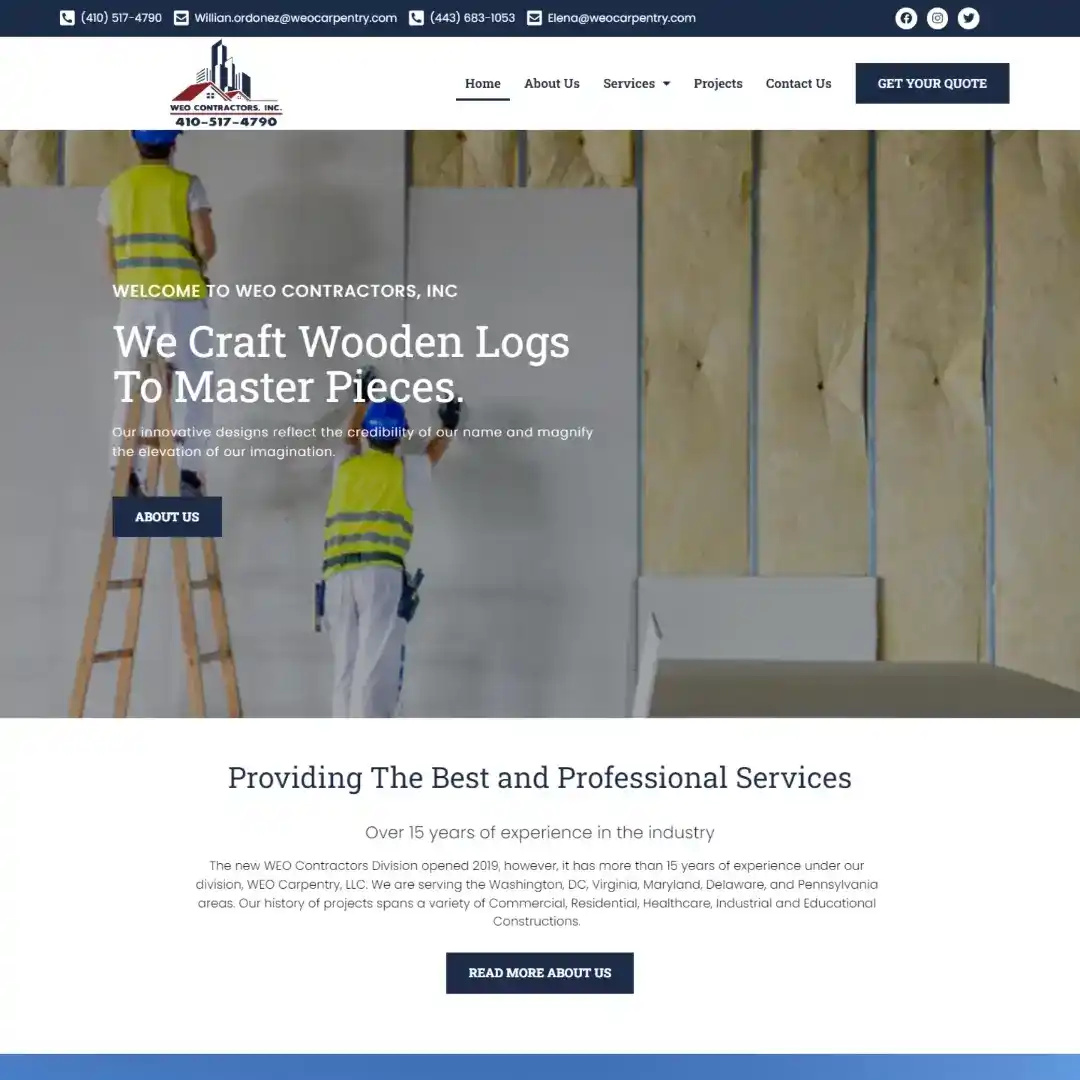 (410) 517-4790 Willian.ordonez@weocarpentry.com (443) 683-1053 Elena@weocarpentry.com
WEO CONTRACTORS, INC.
410-517-4790
Home About Us Services Projects Contact Us GET YOUR QUOTE
WELCOME TO WEO CONTRACTORS, INC
We Craft Wooden Logs
To Master Pieces.
Our innovative designs reflect the credibility of our name and magnify
the elevation of our imagination.
ABOUT US
Providing The Best and Professional Services
Over 15 years of experience in the industry
The new WEO Contractors Division opened 2019, however, it has more than 15 years of experience under our
division, WEO Carpentry, LLC. We are serving the Washington, DC, Virginia, Maryland, Delaware, and Pennsylvania
areas. Our history of projects spans a variety of Commercial, Residential, Healthcare, Industrial and Educational
Constructions.
READ MORE ABOUT US